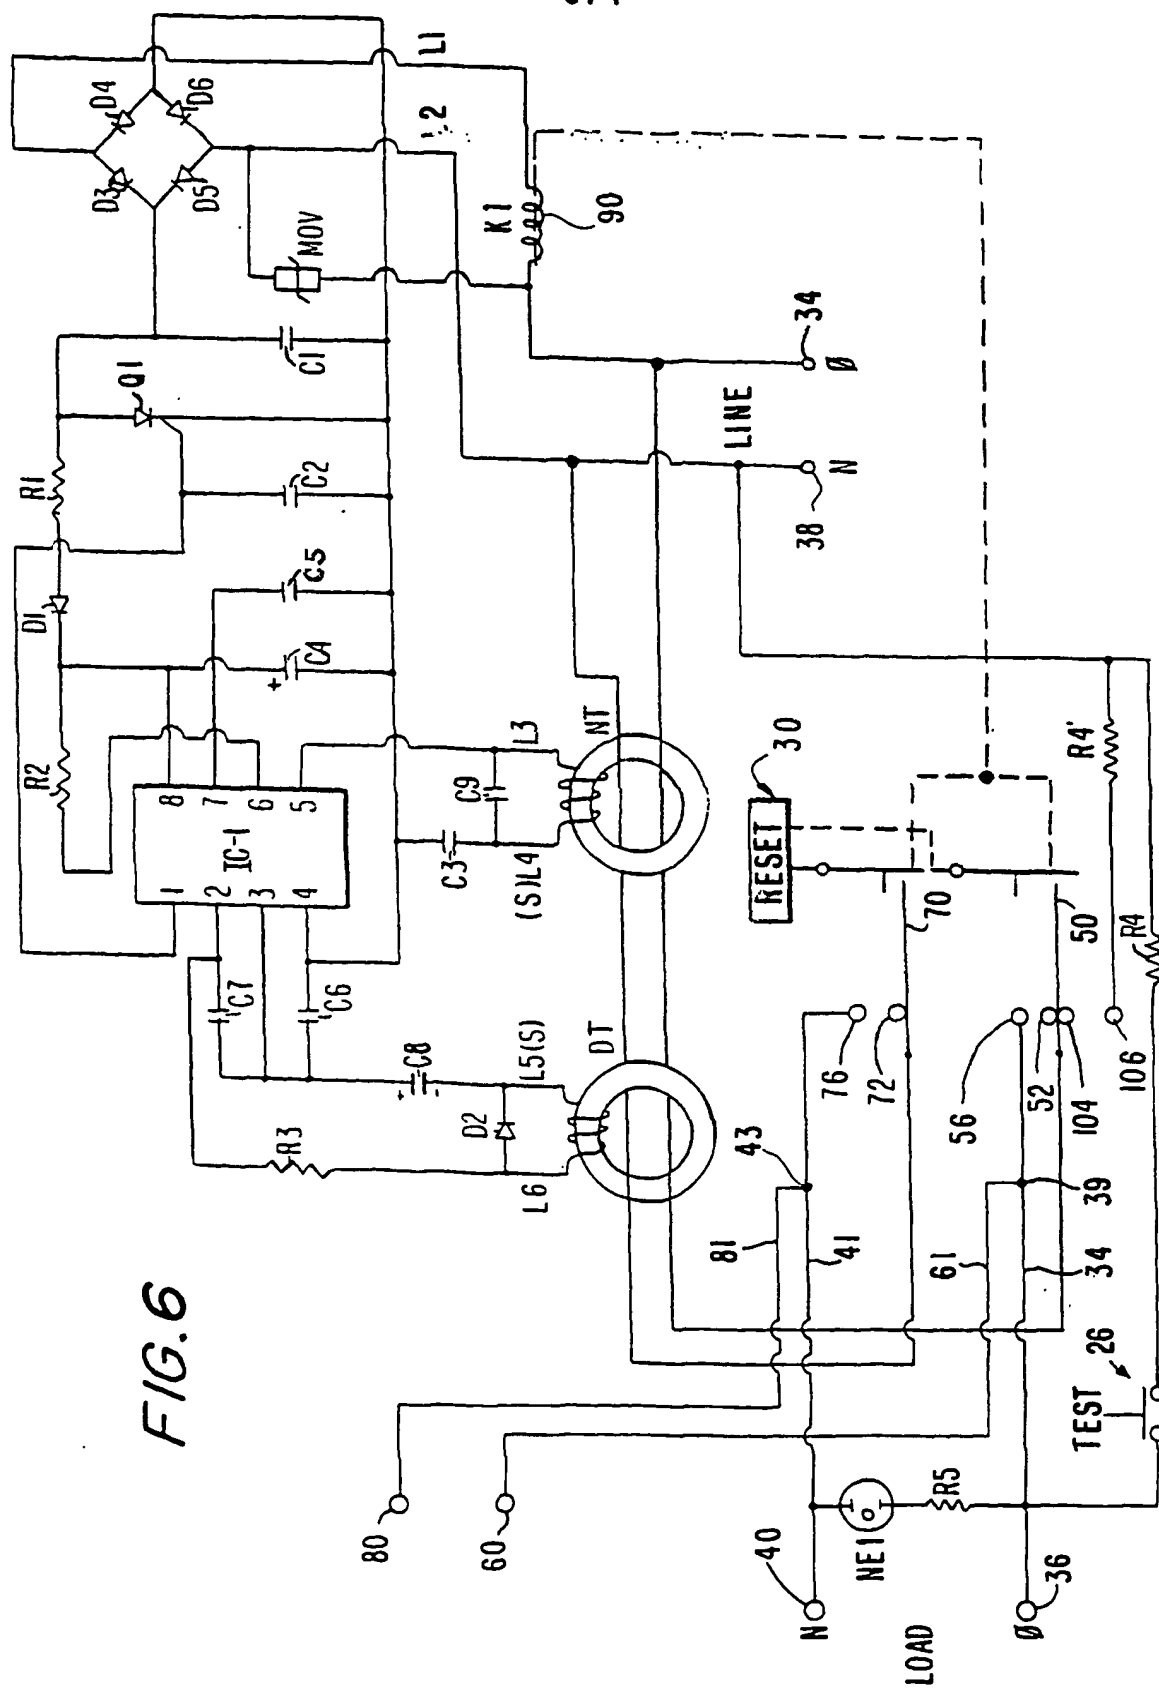 FIG.6
L1
L2
D4
D6
D3
D5
MOV
K1
90
C1
Q1
R1
C2
C5
D1
C4
+
R2
8
7
6
5
IC-1
1
2
3
4
C7
C6
C3
C9
L3
(S)L4
NT
R3
C8
+
-
D2
L5(S)
L6
DT
34
Ø
LINE
N
38
RESET
30
70
50
R4'
R4
76
72
56
52
104
106
43
81
41
61
39
34
26
TEST
80
60
40
N
NE1
R5
LOAD
Ø
36